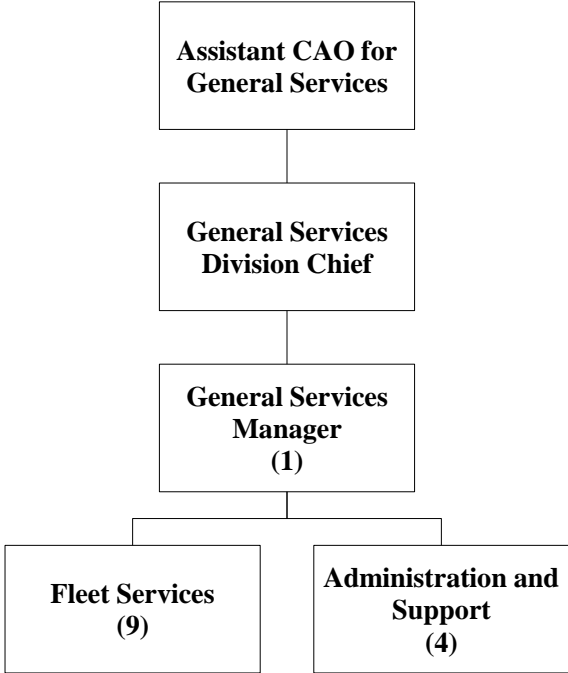 Assistant CAO for
General Services
General Services
Division Chief
General Services
Manager
(1)
Fleet Services
(9)
Administration and
Support
(4)